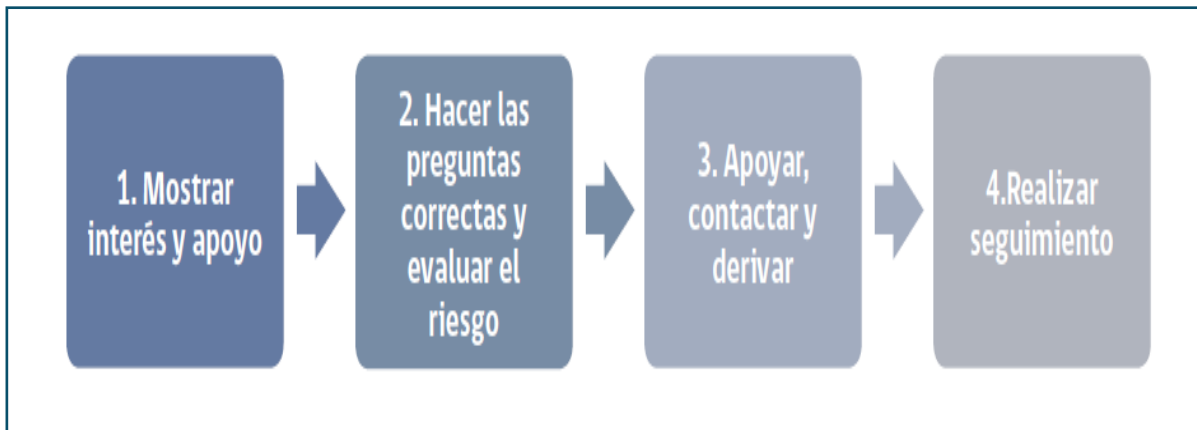 1. Mostrar
interés y apoyo
2. Hacer las
preguntas
correctas y
evaluar el
riesgo
3. Apoyar,
contactar y
derivar
4.Realizar
seguimiento